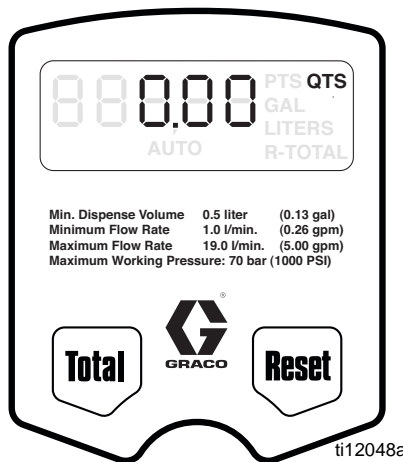 PTS QTS
0.00
GAL
LITERS
AUTO
R-TOTAL
Min. Dispense Volume 0.5 liter (0.13 gal)
Minimum Flow Rate 1.0 l/min. (0.26 gpm)
Maximum Flow Rate 19.0 l/min. (5.00 gpm)
Maximum Working Pressure: 70 bar (1000 PSI)
®
GRACO
Total
Reset
ti12048a